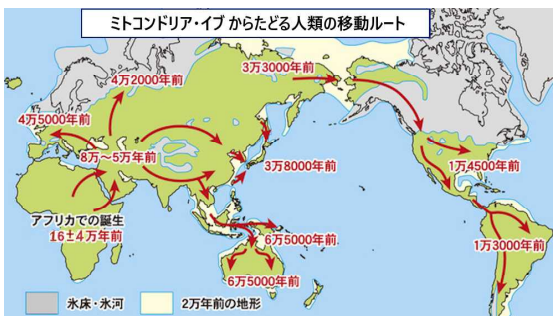 ミトコンドリア・イブ からたどる人類の移動ルート
4万2000年前
3万3000年前
4万5000年前
8万〜5万年前
3万8000年前
1万4500年前
アフリカでの誕生
16±4万年前
6万5000年前
1万3000年前
6万5000年前
氷床・氷河
2万年前の地形